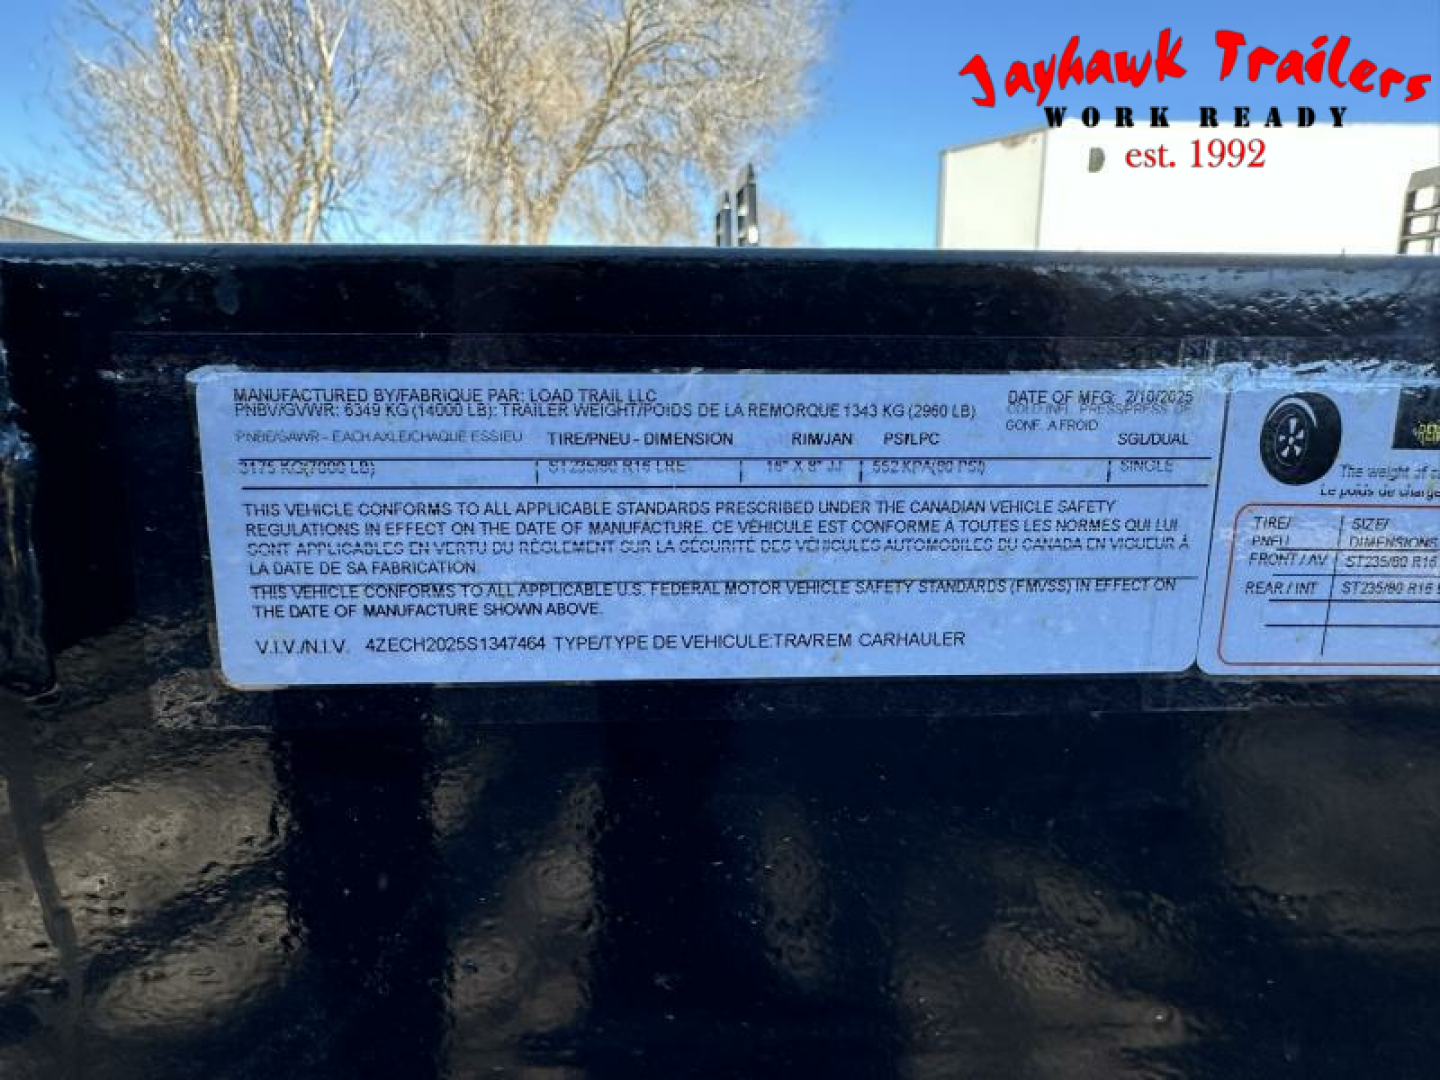 Jayhawk Trailers
WORK READY
est. 1992
MANUFACTURED BY/FABRIQUE PAR: LOAD TRAIL LLC
DATE OF MFG: 2/10/2025
PNBV/GVWR: 6349 KG (14000 LB): TRAILER WEIGHT/POIDS DE LA REMORQUE 1343 KG (2960 LB)
COLD INFL. PRESS/PRESS. DE
GONF. A FROID
PNBE/GAWR - EACH AXLE/CHAQUE ESSIEU TIRE/PNEU - DIMENSION RIM/JAN PSI/LPC SGL/DUAL
3175 KG(7000 LB) ST235/80 R16 LRE 16" X 6" JJ 552 KPA(80 PSI) SINGLE
THIS VEHICLE CONFORMS TO ALL APPLICABLE STANDARDS PRESCRIBED UNDER THE CANADIAN VEHICLE SAFETY
REGULATIONS IN EFFECT ON THE DATE OF MANUFACTURE. CE VÉHICULE EST CONFORME À TOUTES LES NORMES QUI LUI
SONT APPLICABLES EN VERTU DU RÈGLEMENT SUR LA SÉCURITÉ DES VÉHICULES AUTOMOBILES DU CANADA EN VIGUEUR À
LA DATE DE SA FABRICATION.
THIS VEHICLE CONFORMS TO ALL APPLICABLE U.S. FEDERAL MOTOR VEHICLE SAFETY STANDARDS (FMVSS) IN EFFECT ON
THE DATE OF MANUFACTURE SHOWN ABOVE.
V.I.V./N.I.V. 4ZECH2025S1347464 TYPE/TYPE DE VEHICULE:TRA/REM CARHAULER
The weight of
Le poids de
TIRE/ SIZE/
PNEU DIMENSIONS
FRONT / AV ST235/80 R16
REAR / INT ST235/80 R16